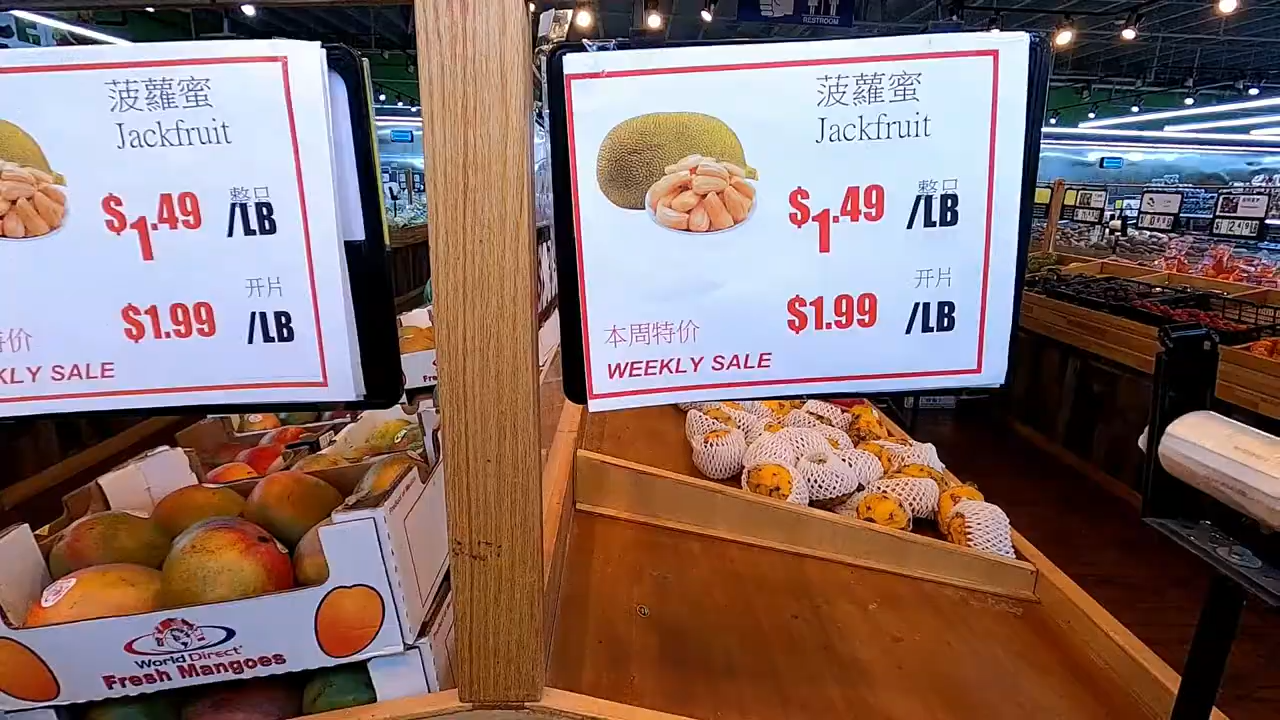 RESTROOM
菠蘿蜜
Jackfruit
$1.49
整只
/LB
开片
$1.99
/LB
特价
KLY SALE
菠蘿蜜
Jackfruit
$1.49
整只
/LB
开片
$1.99
/LB
本周特价
WEEKLY SALE
World Direct
Fresh Mangoes